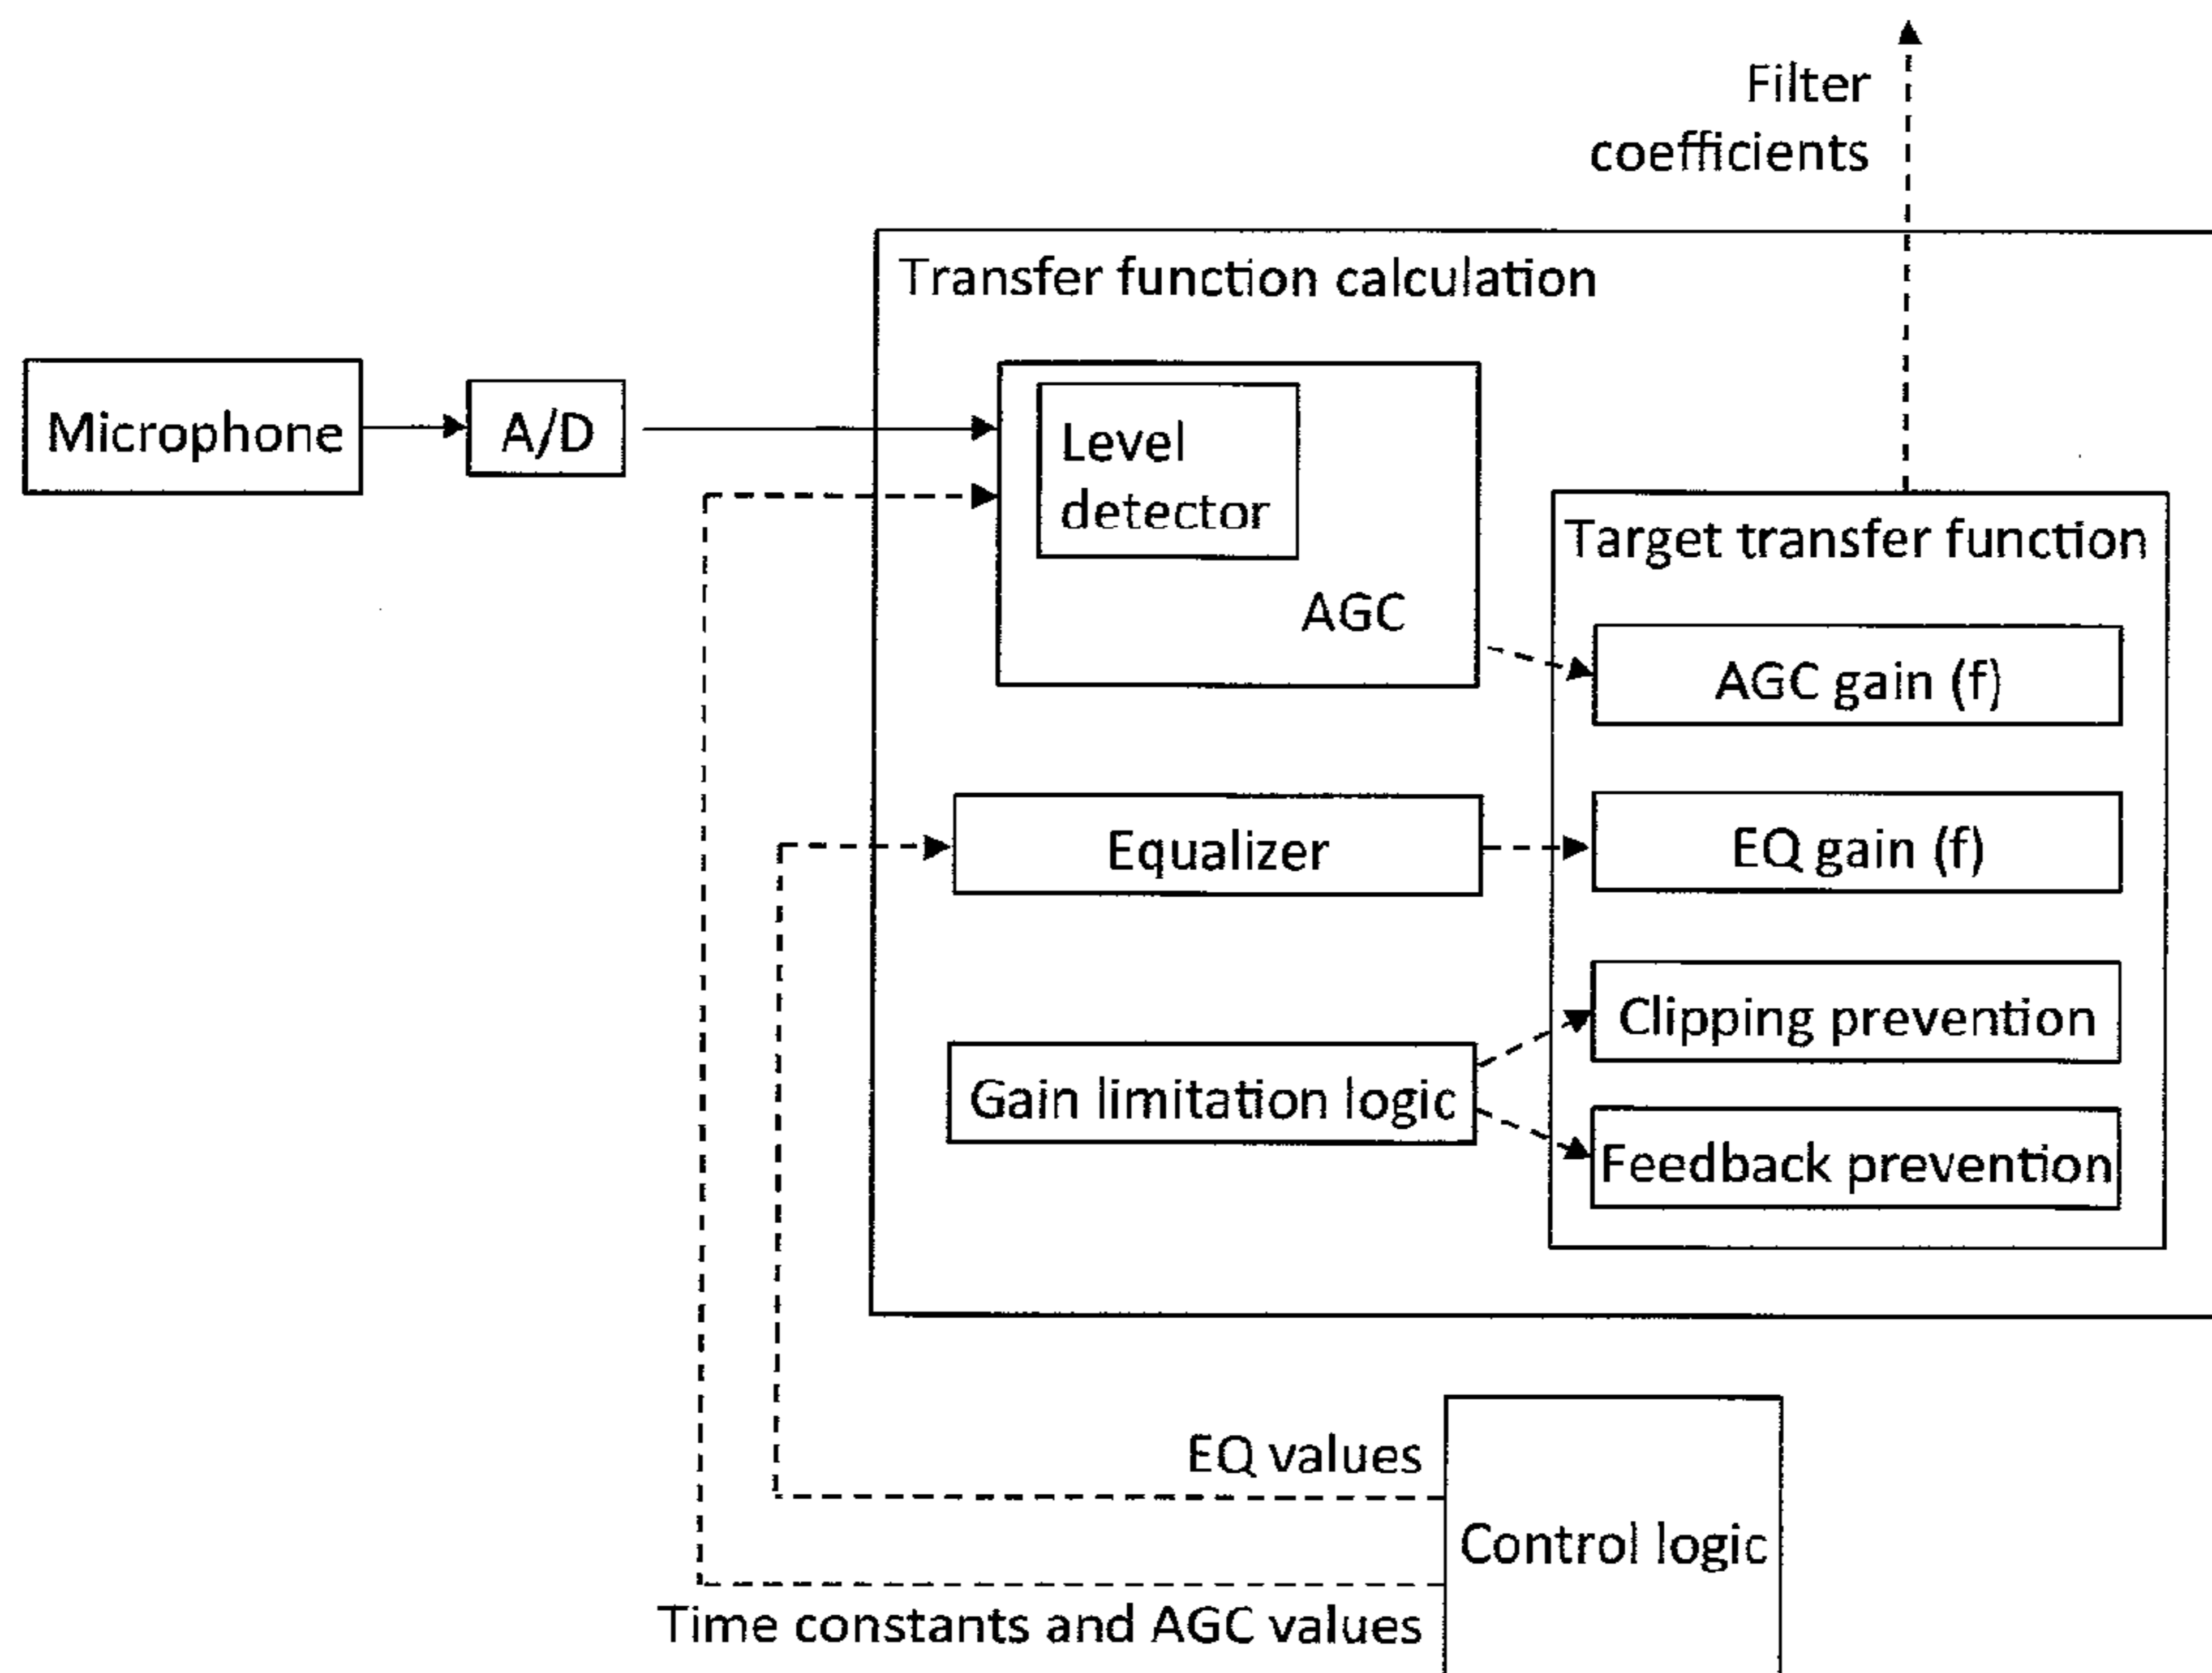 Filter
coefficients
Transfer function calculation
Microphone
A/D
Level
detector
AGC
Target transfer function
AGC gain (f)
Equalizer
EQ gain (f)
Clipping prevention
Gain limitation logic
Feedback prevention
EQ values
Control logic
Time constants and AGC values